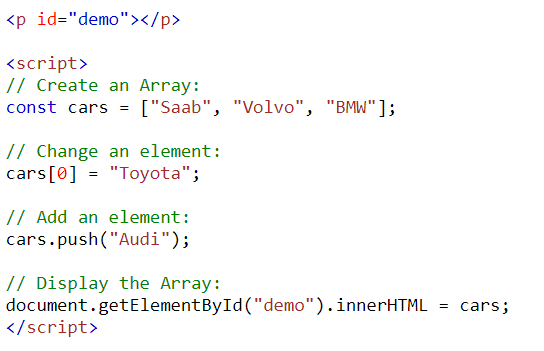 <p id="demo"></p>
<script>
// Create an Array:
const cars = ["Saab", "Volvo", "BMW"];
// Change an element:
cars[0] = "Toyota";
// Add an element:
cars.push("Audi");
// Display the Array:
document.getElementById("demo").innerHTML = cars;
</script>